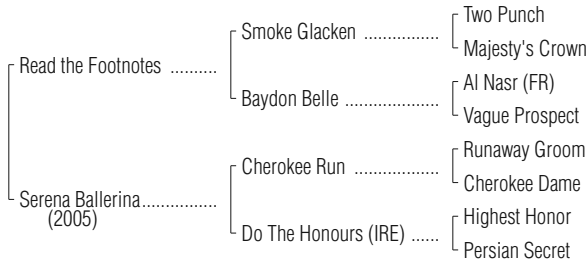 Two Punch
Smoke Glacken ................
Majesty's Crown
Read the Footnotes ..........
Al Nasr (FR)
Baydon Belle ....................
Vague Prospect
Runaway Groom
Cherokee Run ..................
Cherokee Dame
Serena Ballerina................
(2005)
Highest Honor
Do The Honours (IRE) ......
Persian Secret